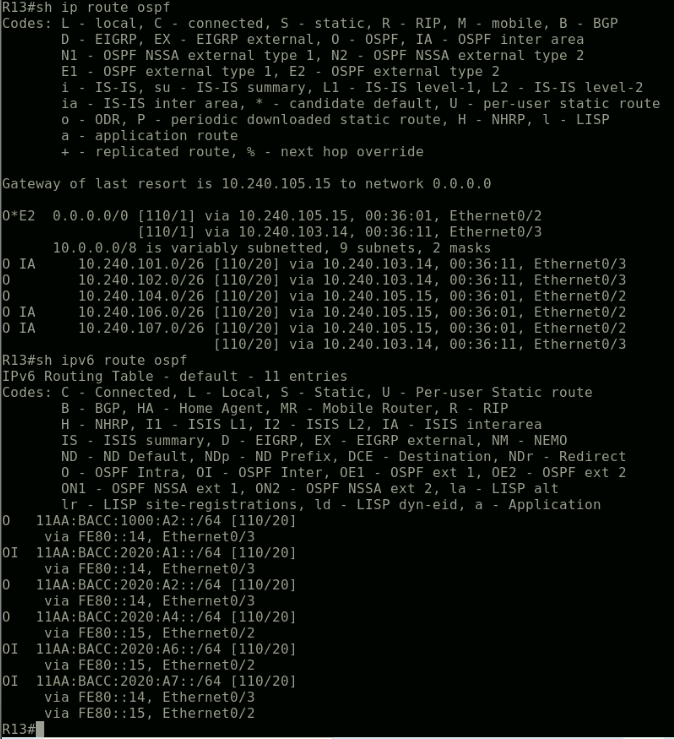 R13#sh ip route ospf
Codes: L - local, C - connected, S - static, R - RIP, M - mobile, B - BGP
       D - EIGRP, EX - EIGRP external, O - OSPF, IA - OSPF inter area
       N1 - OSPF NSSA external type 1, N2 - OSPF NSSA external type 2
       E1 - OSPF external type 1, E2 - OSPF external type 2
       i - IS-IS, su - IS-IS summary, L1 - IS-IS level-1, L2 - IS-IS level-2
       ia - IS-IS inter area, * - candidate default, U - per-user static route
       o - ODR, P - periodic downloaded static route, H - NHRP, l - LISP
       a - application route
       + - replicated route, % - next hop override
Gateway of last resort is 10.240.105.15 to network 0.0.0.0
O*E2  0.0.0.0/0 [110/1] via 10.240.105.15, 00:36:01, Ethernet0/2
                [110/1] via 10.240.103.14, 00:36:11, Ethernet0/3
      10.0.0.0/8 is variably subnetted, 9 subnets, 2 masks
O IA     10.240.101.0/26 [110/20] via 10.240.103.14, 00:36:11, Ethernet0/3
O        10.240.102.0/26 [110/20] via 10.240.103.14, 00:36:11, Ethernet0/3
O        10.240.104.0/26 [110/20] via 10.240.105.15, 00:36:01, Ethernet0/2
O IA     10.240.106.0/26 [110/20] via 10.240.105.15, 00:36:01, Ethernet0/2
O IA     10.240.107.0/26 [110/20] via 10.240.105.15, 00:36:01, Ethernet0/2
                         [110/20] via 10.240.103.14, 00:36:11, Ethernet0/3
R13#sh ipv6 route ospf
IPv6 Routing Table - default - 11 entries
Codes: C - Connected, L - Local, S - Static, U - Per-user Static route
       B - BGP, HA - Home Agent, MR - Mobile Router, R - RIP
       H - NHRP, I1 - ISIS L1, I2 - ISIS L2, IA - ISIS interarea
       IS - ISIS summary, D - EIGRP, EX - EIGRP external, NM - NEMO
       ND - ND Default, NDp - ND Prefix, DCE - Destination, NDr - Redirect
       O - OSPF Intra, OI - OSPF Inter, OE1 - OSPF ext 1, OE2 - OSPF ext 2
       ON1 - OSPF NSSA ext 1, ON2 - OSPF NSSA ext 2, la - LISP alt
       lr - LISP site-registrations, ld - LISP dyn-eid, a - Application
O   11AA:BACC:1000:A2::/64 [110/20]
     via FE80::14, Ethernet0/3
OI  11AA:BACC:2020:A1::/64 [110/20]
     via FE80::14, Ethernet0/3
O   11AA:BACC:2020:A2::/64 [110/20]
     via FE80::14, Ethernet0/3
O   11AA:BACC:2020:A4::/64 [110/20]
     via FE80::15, Ethernet0/2
OI  11AA:BACC:2020:A6::/64 [110/20]
     via FE80::15, Ethernet0/2
OI  11AA:BACC:2020:A7::/64 [110/20]
     via FE80::14, Ethernet0/3
     via FE80::15, Ethernet0/2
R13#